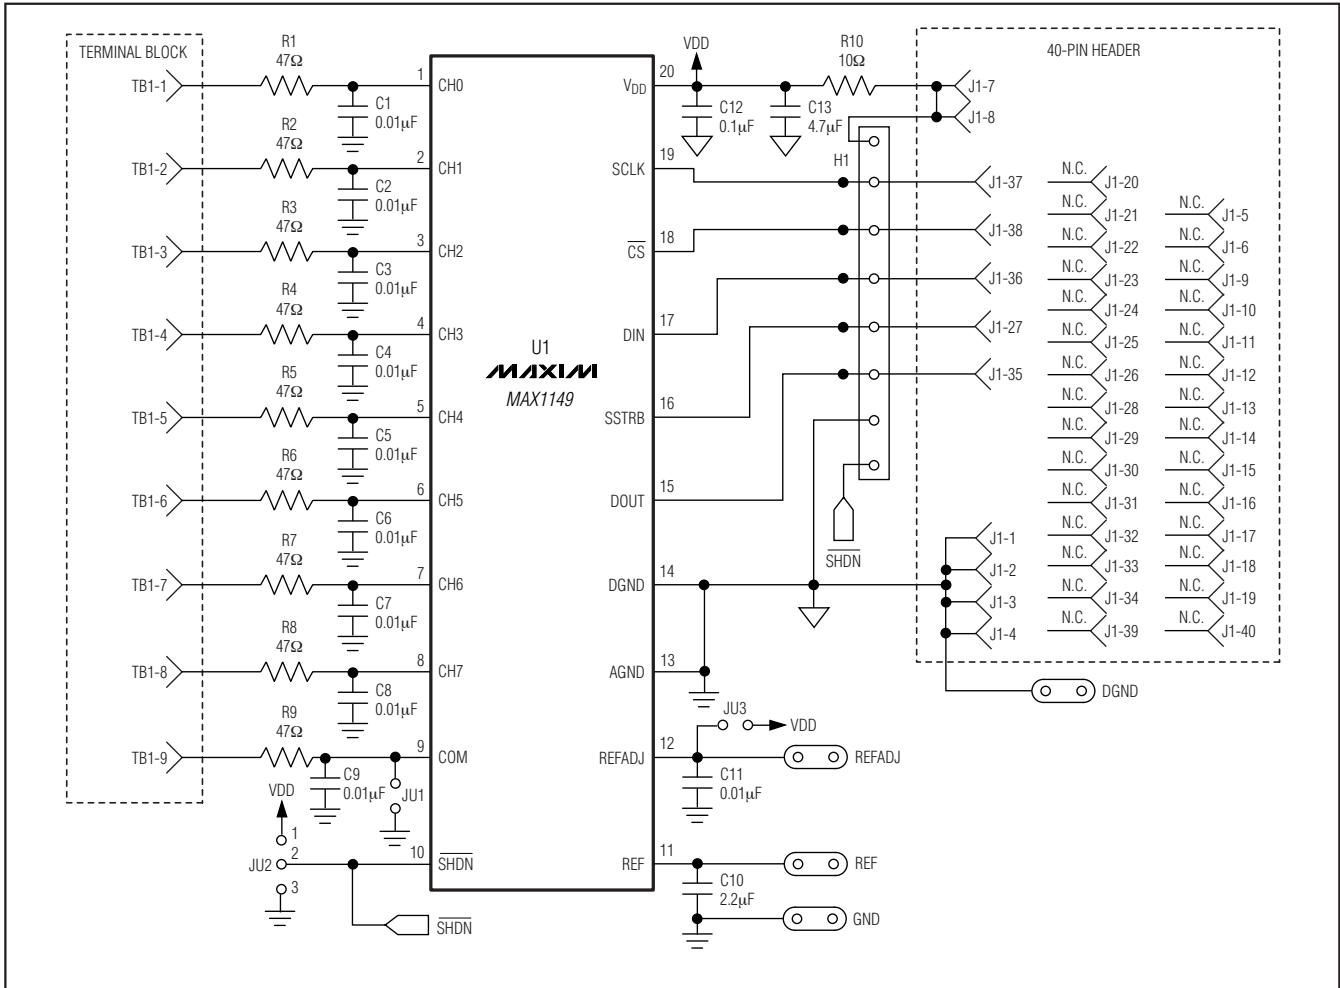 TERMINAL BLOCK
40-PIN HEADER
TB1-1
R1
47Ω
C1
0.01µF
1
CH0
TB1-2
R2
47Ω
C2
0.01µF
2
CH1
TB1-3
R3
47Ω
C3
0.01µF
3
CH2
TB1-4
R4
47Ω
C4
0.01µF
4
CH3
TB1-5
R5
47Ω
C5
0.01µF
5
CH4
TB1-6
R6
47Ω
C6
0.01µF
6
CH5
TB1-7
R7
47Ω
C7
0.01µF
7
CH6
TB1-8
R8
47Ω
C8
0.01µF
8
CH7
TB1-9
R9
47Ω
C9
0.01µF
JU1
9
COM
VDD
1
JU2
2
3
10
SHDN
SHDN
U1
MAXIM
MAX1149
20
VDD
VDD
C12
0.1µF
C13
4.7µF
R10
10Ω
J1-7
J1-8
H1
19
SCLK
J1-37
18
CS
J1-38
17
DIN
J1-36
16
SSTRB
J1-27
15
DOUT
J1-35
SHDN
14
DGND
13
AGND
J1-1
J1-2
J1-3
J1-4
DGND
JU3
VDD
12
REFADJ
REFADJ
C11
0.01µF
11
REF
REF
C10
2.2µF
GND
N.C.
J1-20
N.C.
J1-21
N.C.
J1-22
N.C.
J1-23
N.C.
J1-24
N.C.
J1-25
N.C.
J1-26
N.C.
J1-28
N.C.
J1-29
N.C.
J1-30
N.C.
J1-31
N.C.
J1-32
N.C.
J1-33
N.C.
J1-34
N.C.
J1-39
N.C.
J1-5
N.C.
J1-6
N.C.
J1-9
N.C.
J1-10
N.C.
J1-11
N.C.
J1-12
N.C.
J1-13
N.C.
J1-14
N.C.
J1-15
N.C.
J1-16
N.C.
J1-17
N.C.
J1-18
N.C.
J1-19
N.C.
J1-40